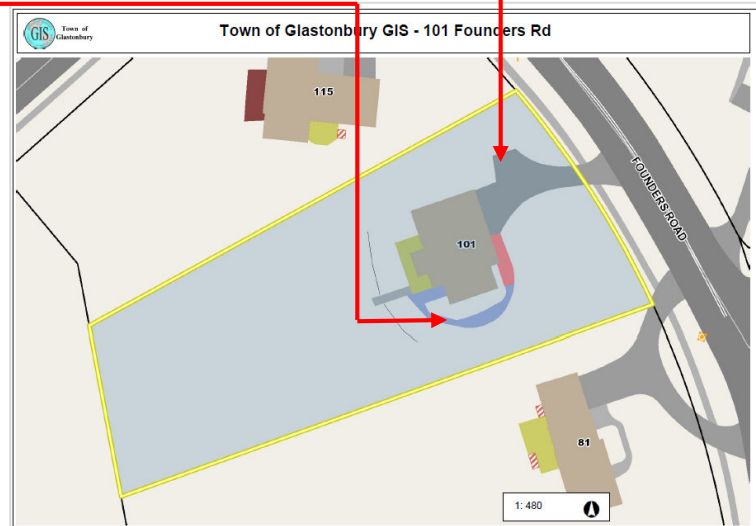 GIS Town of
Glastonbury
Town of Glastonbury GIS - 101 Founders Rd
115
FOUNDERS ROAD
101
81
1: 480